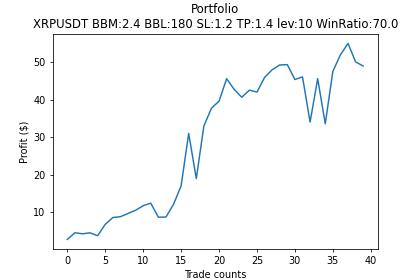 Portfolio
XRPUSDT BBM:2.4 BBL:180 SL:1.2 TP:1.4 lev:10 WinRatio:70.0
50
40
30
20
10
Profit ($)
0 5 10 15 20 25 30 35 40
Trade counts